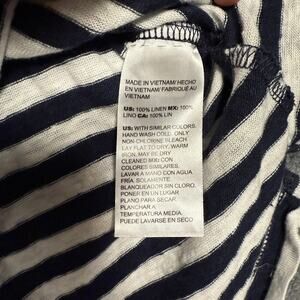 MADE IN VIETNAM/ HECHO
EN VIETNAM/ FABRIQUÉ AU
VIETNAM
US: 100% LINEN MX: 100%
LINO CA: 100% LIN
US: WITH SIMILAR COLORS.
HAND WASH COLD. ONLY
NON-CHLORINE BLEACH.
LAY FLAT TO DRY. WARM
IRON. MAY BE DRY
CLEANED MX: CON
COLORES SIMILARES.
LAVAR A MANO CON AGUA
FRÍA. SOLAMENTE
BLANQUEADOR SIN CLORO.
PONER EN UN LUGAR
PLANO PARA SECAR.
PLANCHAR A
TEMPERATURA MEDIA.
PUEDE LAVARSE EN SECO